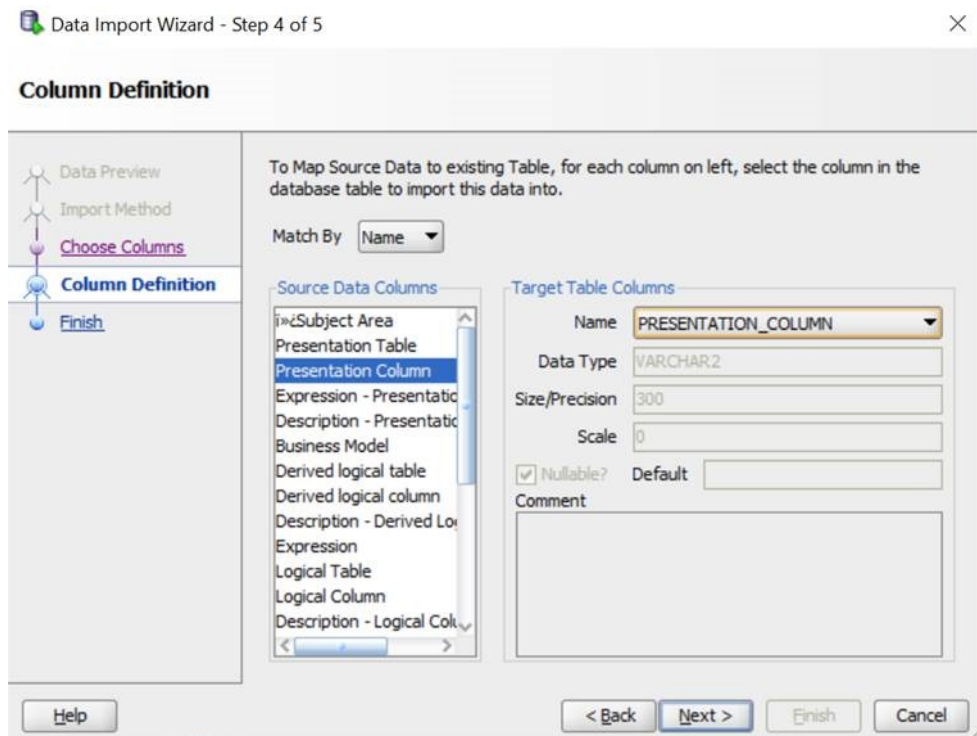 Data Import Wizard - Step 4 of 5
Column Definition
Data Preview
Import Method
Choose Columns
Column Definition
Finish
To Map Source Data to existing Table, for each column on left, select the column in the
database table to import this data into.
Match By Name
Source Data Columns
ï»¿Subject Area
Presentation Table
Presentation Column
Expression - Presentatic
Description - Presentatic
Business Model
Derived logical table
Derived logical column
Description - Derived Lo
Expression
Logical Table
Logical Column
Description - Logical Colu
Target Table Columns
Name PRESENTATION_COLUMN
Data Type VARCHAR2
Size/Precision 300
Scale 0
Nullable? Default
Comment
Help
< Back Next > Finish Cancel